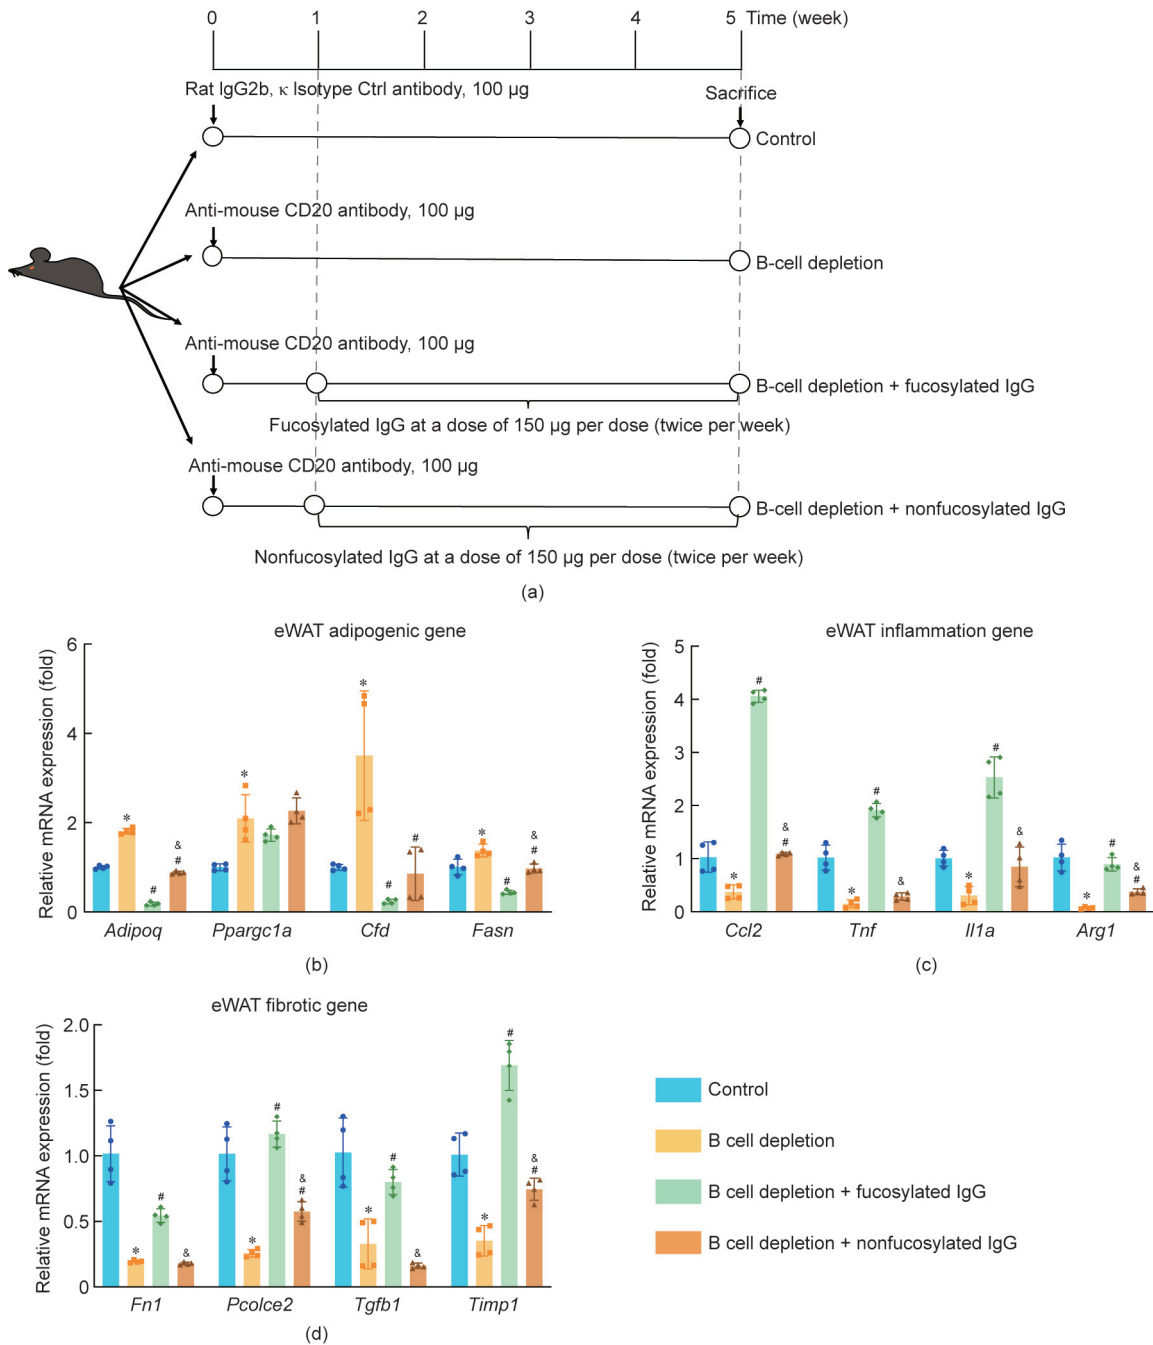 0 1 2 3 4 5 Time (week)
Rat IgG2b, κ Isotype Ctrl antibody, 100 μg
Sacrifice
Control
Anti-mouse CD20 antibody, 100 μg
B-cell depletion
Anti-mouse CD20 antibody, 100 μg
B-cell depletion + fucosylated IgG
Fucosylated IgG at a dose of 150 μg per dose (twice per week)
Anti-mouse CD20 antibody, 100 μg
B-cell depletion + nonfucosylated IgG
Nonfucosylated IgG at a dose of 150 μg per dose (twice per week)
(a)
eWAT adipogenic gene
Relative mRNA expression (fold)
6
4
2
0
* # & #
*
* # #
* # & #
Adipoq Ppargc1a Cfd Fasn
(b)
eWAT inflammation gene
Relative mRNA expression (fold)
5
4
3
2
1
0
* # & #
* # &
* # &
* # & #
Ccl2 Tnf Il1a Arg1
(c)
eWAT fibrotic gene
Relative mRNA expression (fold)
2.0
1.5
1.0
0.5
0
* # &
* # & #
* # &
* # & #
Fn1 Pcolce2 Tgfb1 Timp1
(d)
Control
B cell depletion
B cell depletion + fucosylated IgG
B cell depletion + nonfucosylated IgG